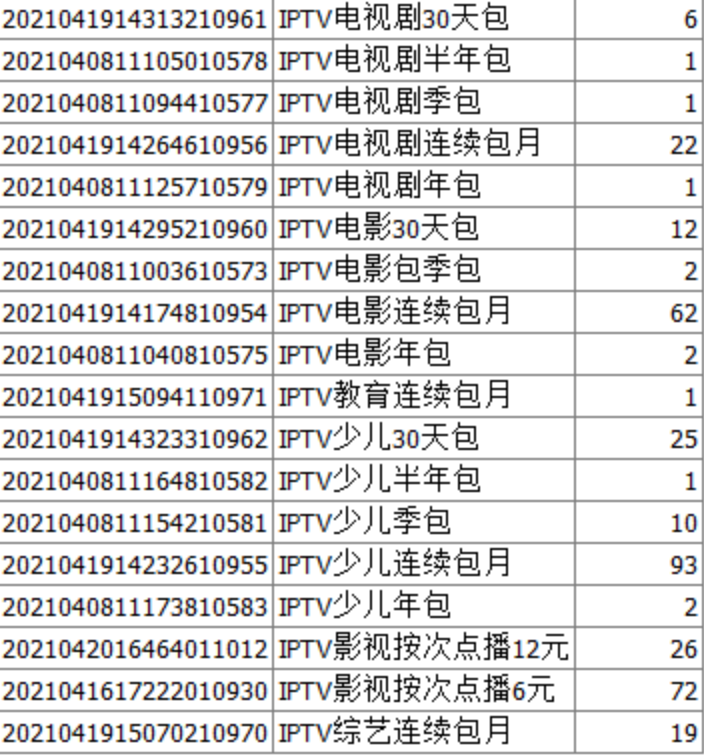 2021041914313210961 IPTV电视剧30天包 6
2021040811105010578 IPTV电视剧半年包 1
2021040811094410577 IPTV电视剧季包 1
2021041914264610956 IPTV电视剧连续包月 22
2021040811125710579 IPTV电视剧年包 1
2021041914295210960 IPTV电影30天包 12
2021040811003610573 IPTV电影包季包 2
2021041914174810954 IPTV电影连续包月 62
2021040811040810575 IPTV电影年包 2
2021041915094110971 IPTV教育连续包月 1
2021041914323310962 IPTV少儿30天包 25
2021040811164810582 IPTV少儿半年包 1
2021040811154210581 IPTV少儿季包 10
2021041914232610955 IPTV少儿连续包月 93
2021040811173810583 IPTV少儿年包 2
2021042016464011012 IPTV影视按次点播12元 26
2021041617222010930 IPTV影视按次点播6元 72
2021041915070210970 IPTV综艺连续包月 19